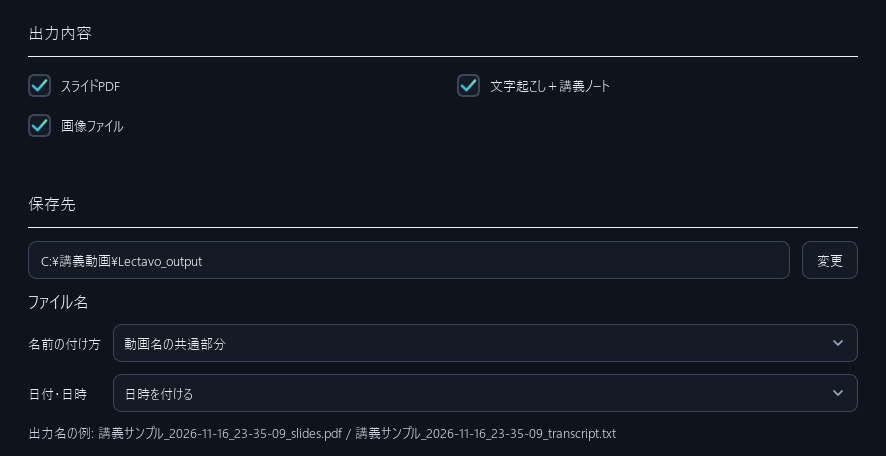 出力内容
スライドPDF
文字起こし＋講義ノート
画像ファイル
保存先
C:¥講義動画¥Lectavo_output
変更
ファイル名
名前の付け方
動画名の共通部分
日付・日時
日時を付ける
出力名の例: 講義サンプル_2026-11-16_23-35-09_slides.pdf / 講義サンプル_2026-11-16_23-35-09_transcript.txt